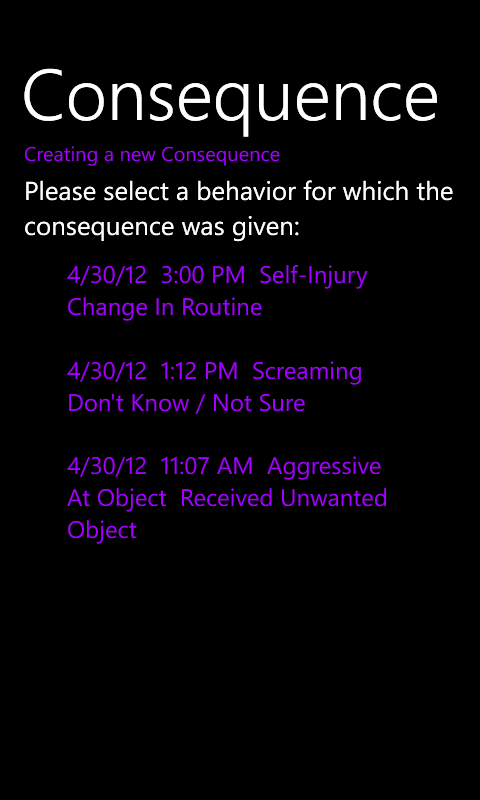 Consequence
Creating a new Consequence
Please select a behavior for which the
consequence was given:
4/30/12  3:00 PM  Self-Injury
Change In Routine
4/30/12  1:12 PM  Screaming
Don't Know / Not Sure
4/30/12  11:07 AM  Aggressive
At Object  Received Unwanted
Object